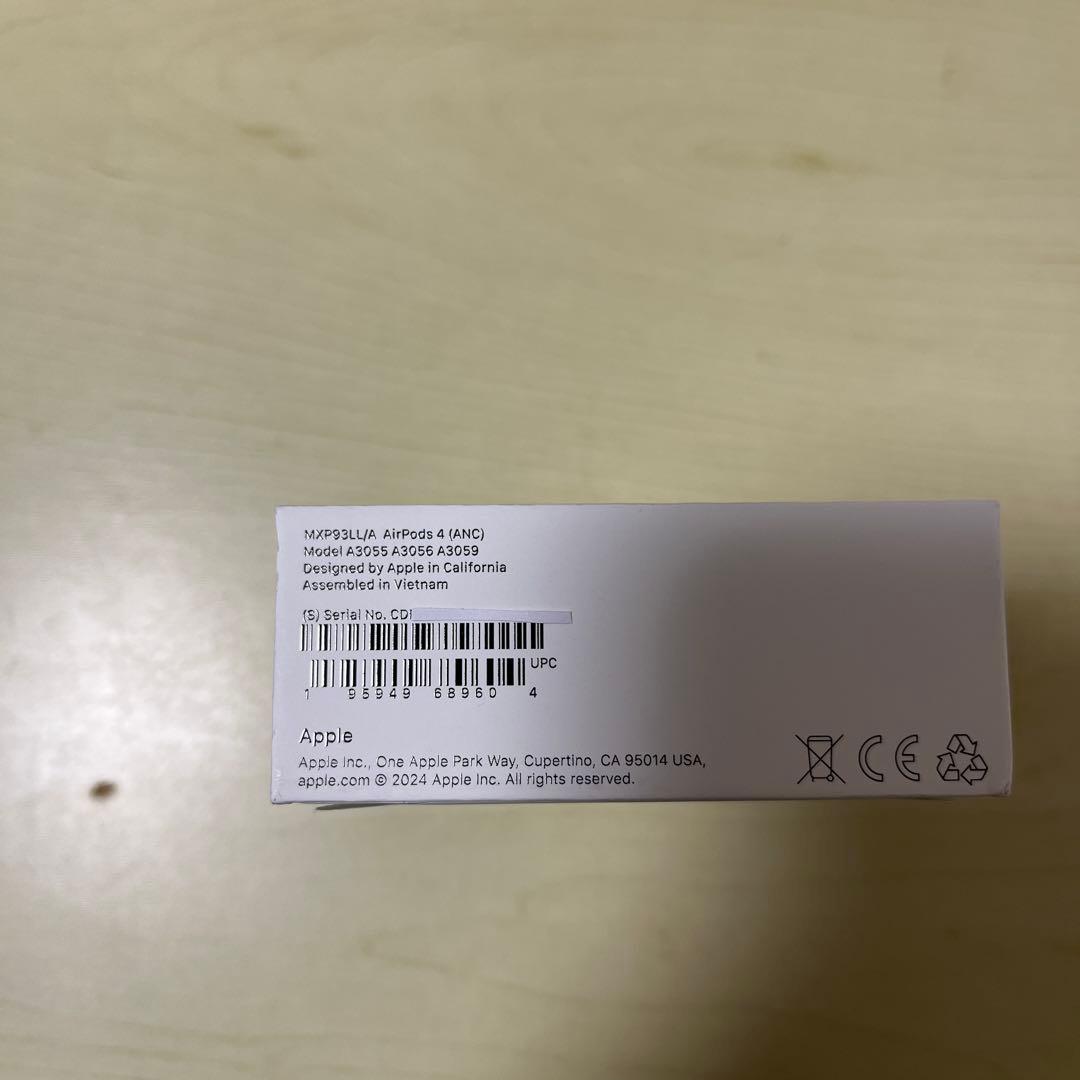 MXP93LL/A AirPods 4 (ANC)
Model A3055 A3056 A3059
Designed by Apple in California
Assembled in Vietnam
(S) Serial No. CDI
UPC
1 95949 68960 4
Apple
Apple Inc., One Apple Park Way, Cupertino, CA 95014 USA,
apple.com © 2024 Apple Inc. All rights reserved.
CE